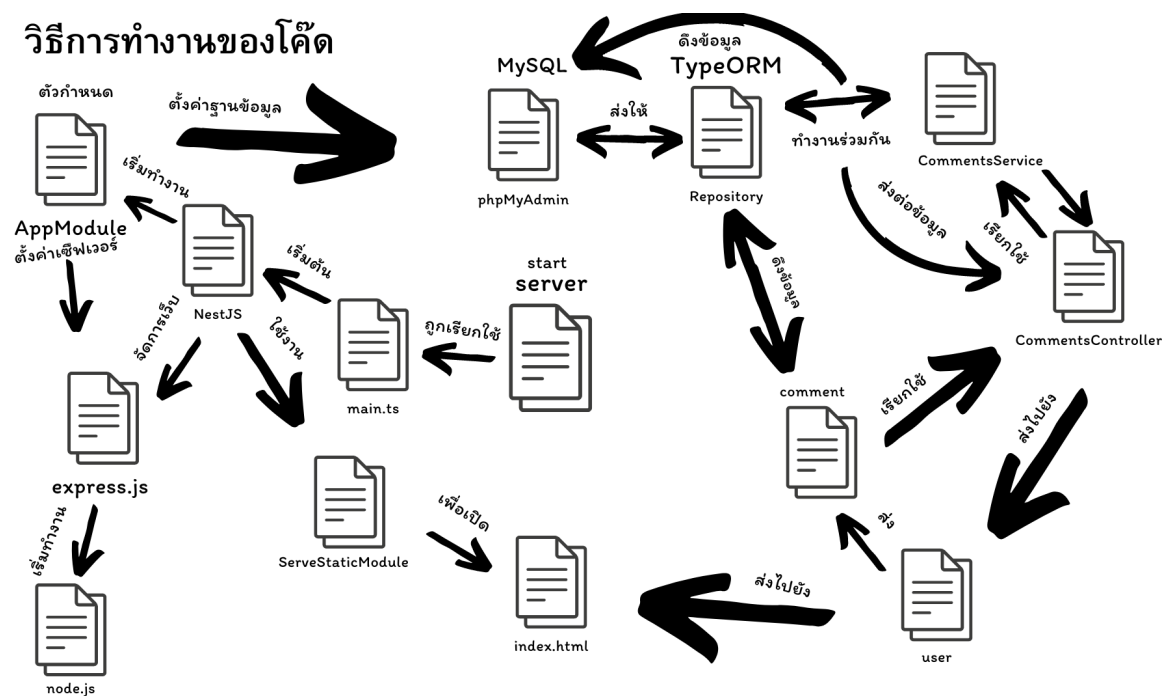 วิธีการทำงานของโค๊ด
ตัวกำหนด
ตั้งค่าฐานข้อมูล
MySQL
ดึงข้อมูล
TypeORM
ส่งให้
ทำงานร่วมกัน
CommentsService
phpMyAdmin
Repository
เริ่มทำงาน
AppModule
ตั้งค่าเซืฟเวอร์
NestJS
เริ่มต้น
start
server
ดึงข้อมูล
ส่งต่อข้อมูล
เรียกใช้
CommentsController
จัดการเว็บ
ใช้งาน
main.ts
ถูกเรียกใช้
comment
เรียกใช้
ส่งไปยัง
express.js
เริ่มทำงาน
ServeStaticModule
เพื่อเปิด
index.html
ส่ง
ส่งไปยัง
user
node.js